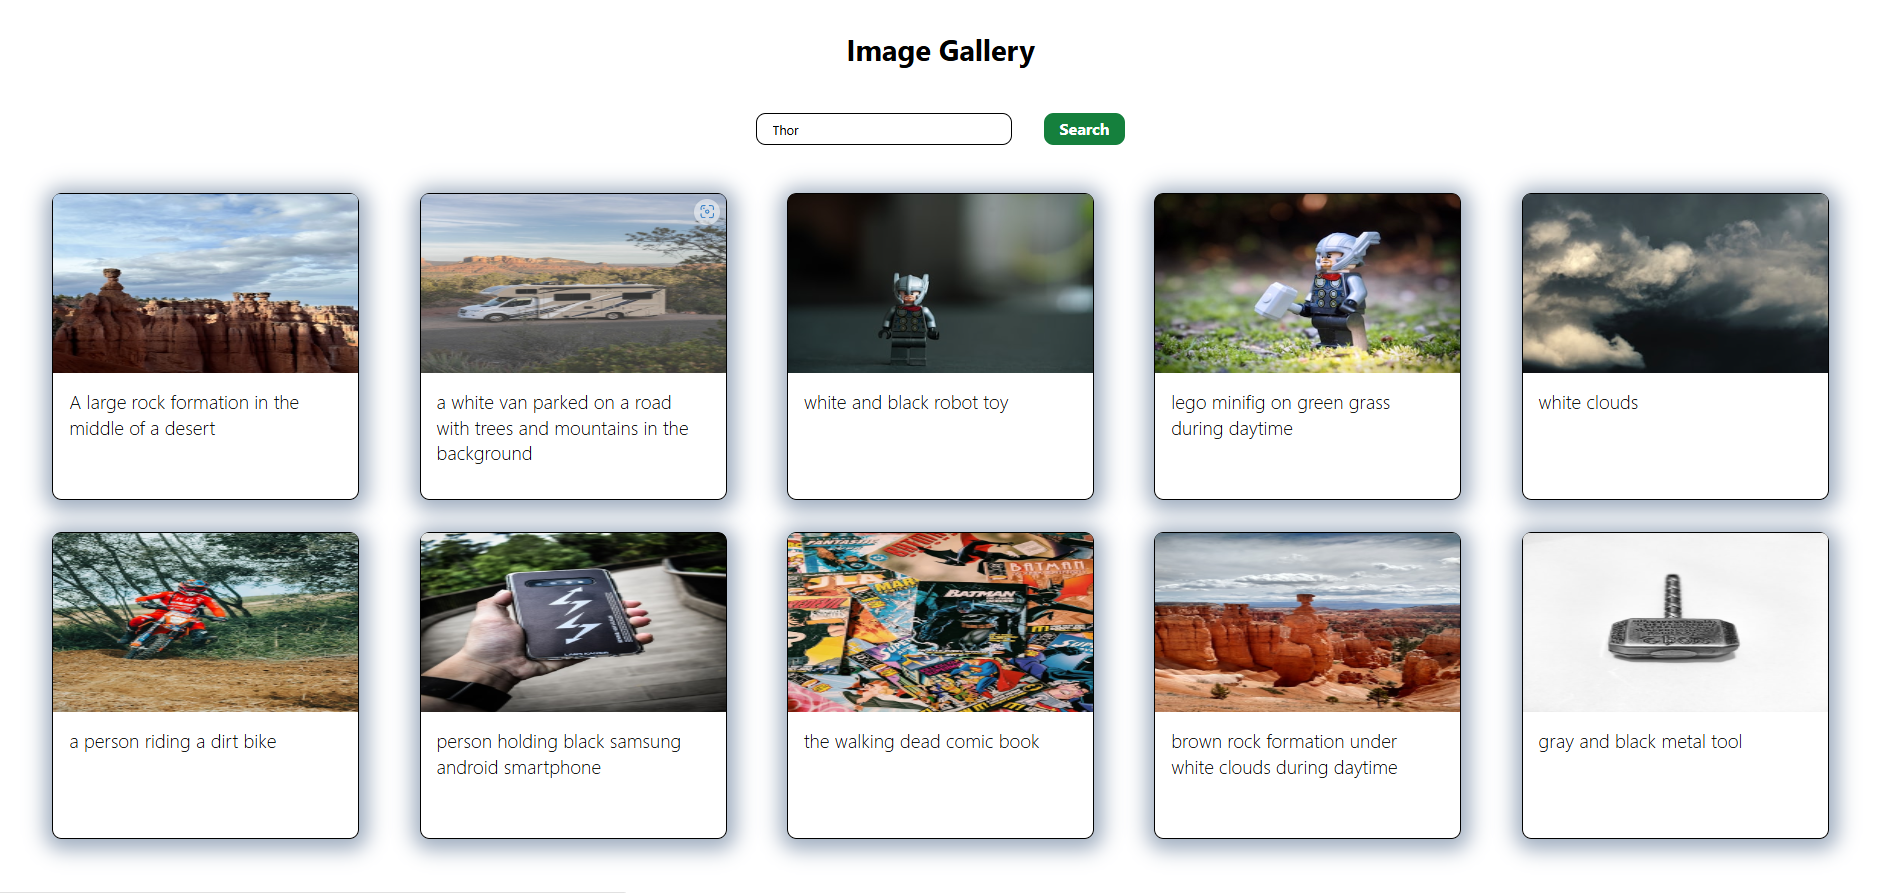 Image Gallery
Thor
Search
A large rock formation in the
middle of a desert
a white van parked on a road
with trees and mountains in the
background
white and black robot toy
lego minifig on green grass
during daytime
white clouds
BATMAN
BATMAN
a person riding a dirt bike
person holding black samsung
android smartphone
the walking dead comic book
brown rock formation under
white clouds during daytime
gray and black metal tool